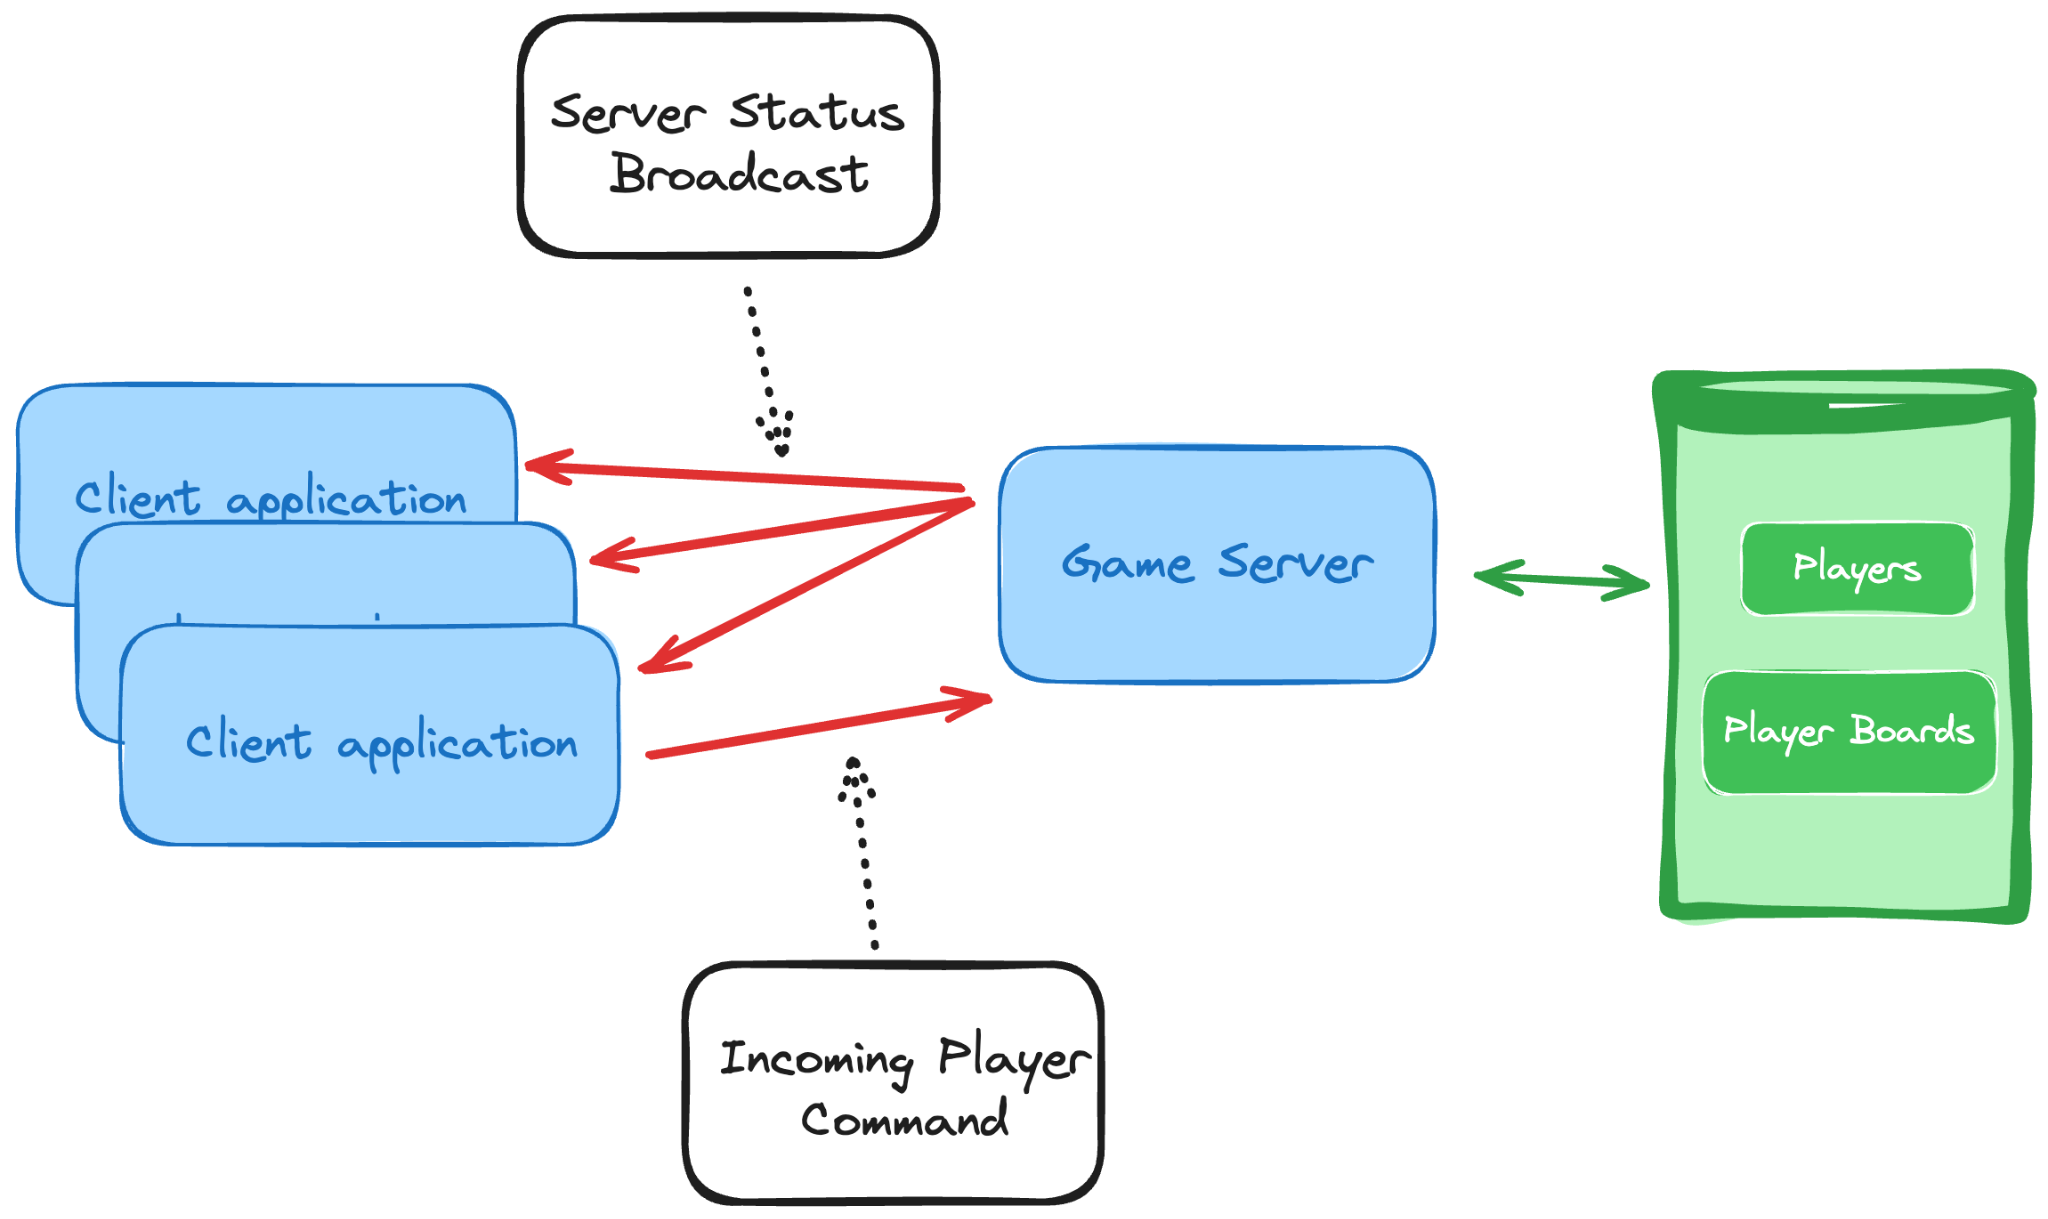 Server Status
Broadcast
Client application
Game Server
Players
Player Boards
Client application
Incoming Player
Command